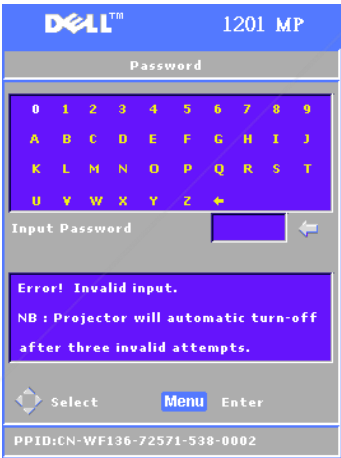 DELL™ 1201 MP
Password
0 1 2 3 4 5 6 7 8 9
A B C D E F G H I J
K L M N O P Q R S T
U V W X Y Z ←
Input Password
Error! Invalid input.
NB : Projector will automatic turn-off
after three invalid attempts.
Select Menu Enter
PPID:CN-WF136-72571-538-0002